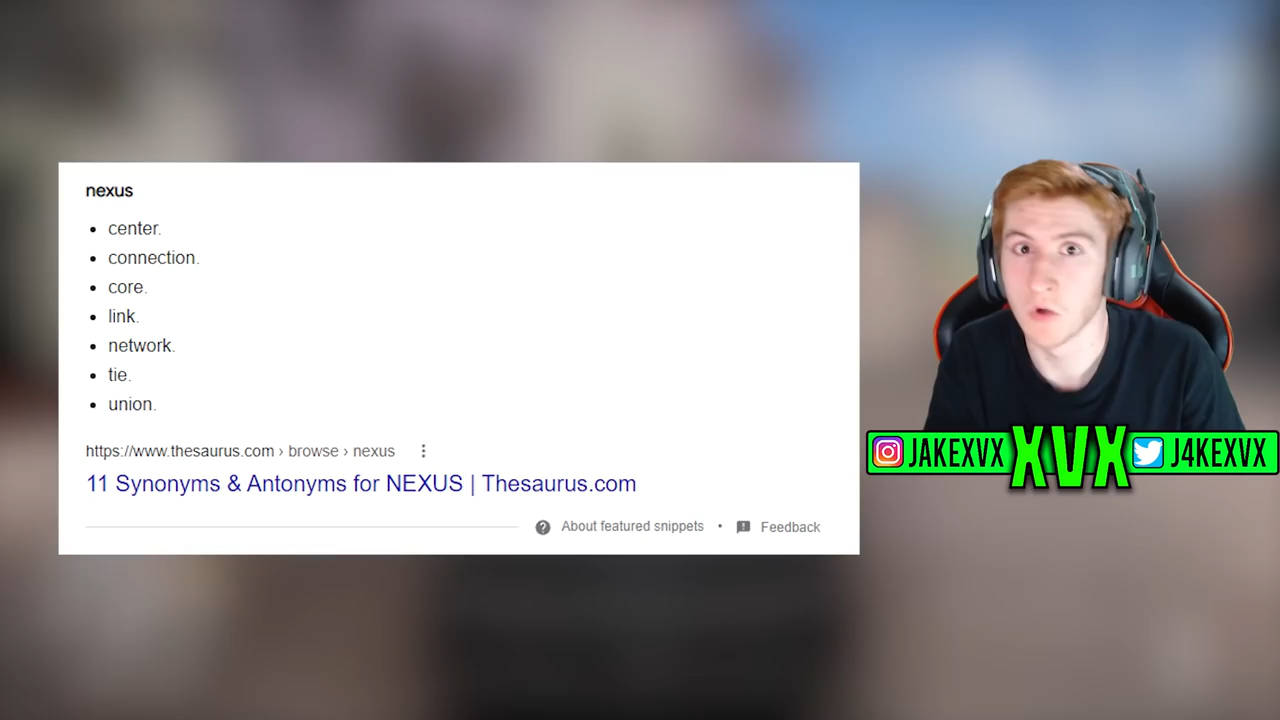 nexus
center.
connection.
core.
link.
network.
tie.
union.
https://www.thesaurus.com › browse › nexus
11 Synonyms & Antonyms for NEXUS | Thesaurus.com
About featured snippets • Feedback
JAKEXVX XVX J4KEXVX